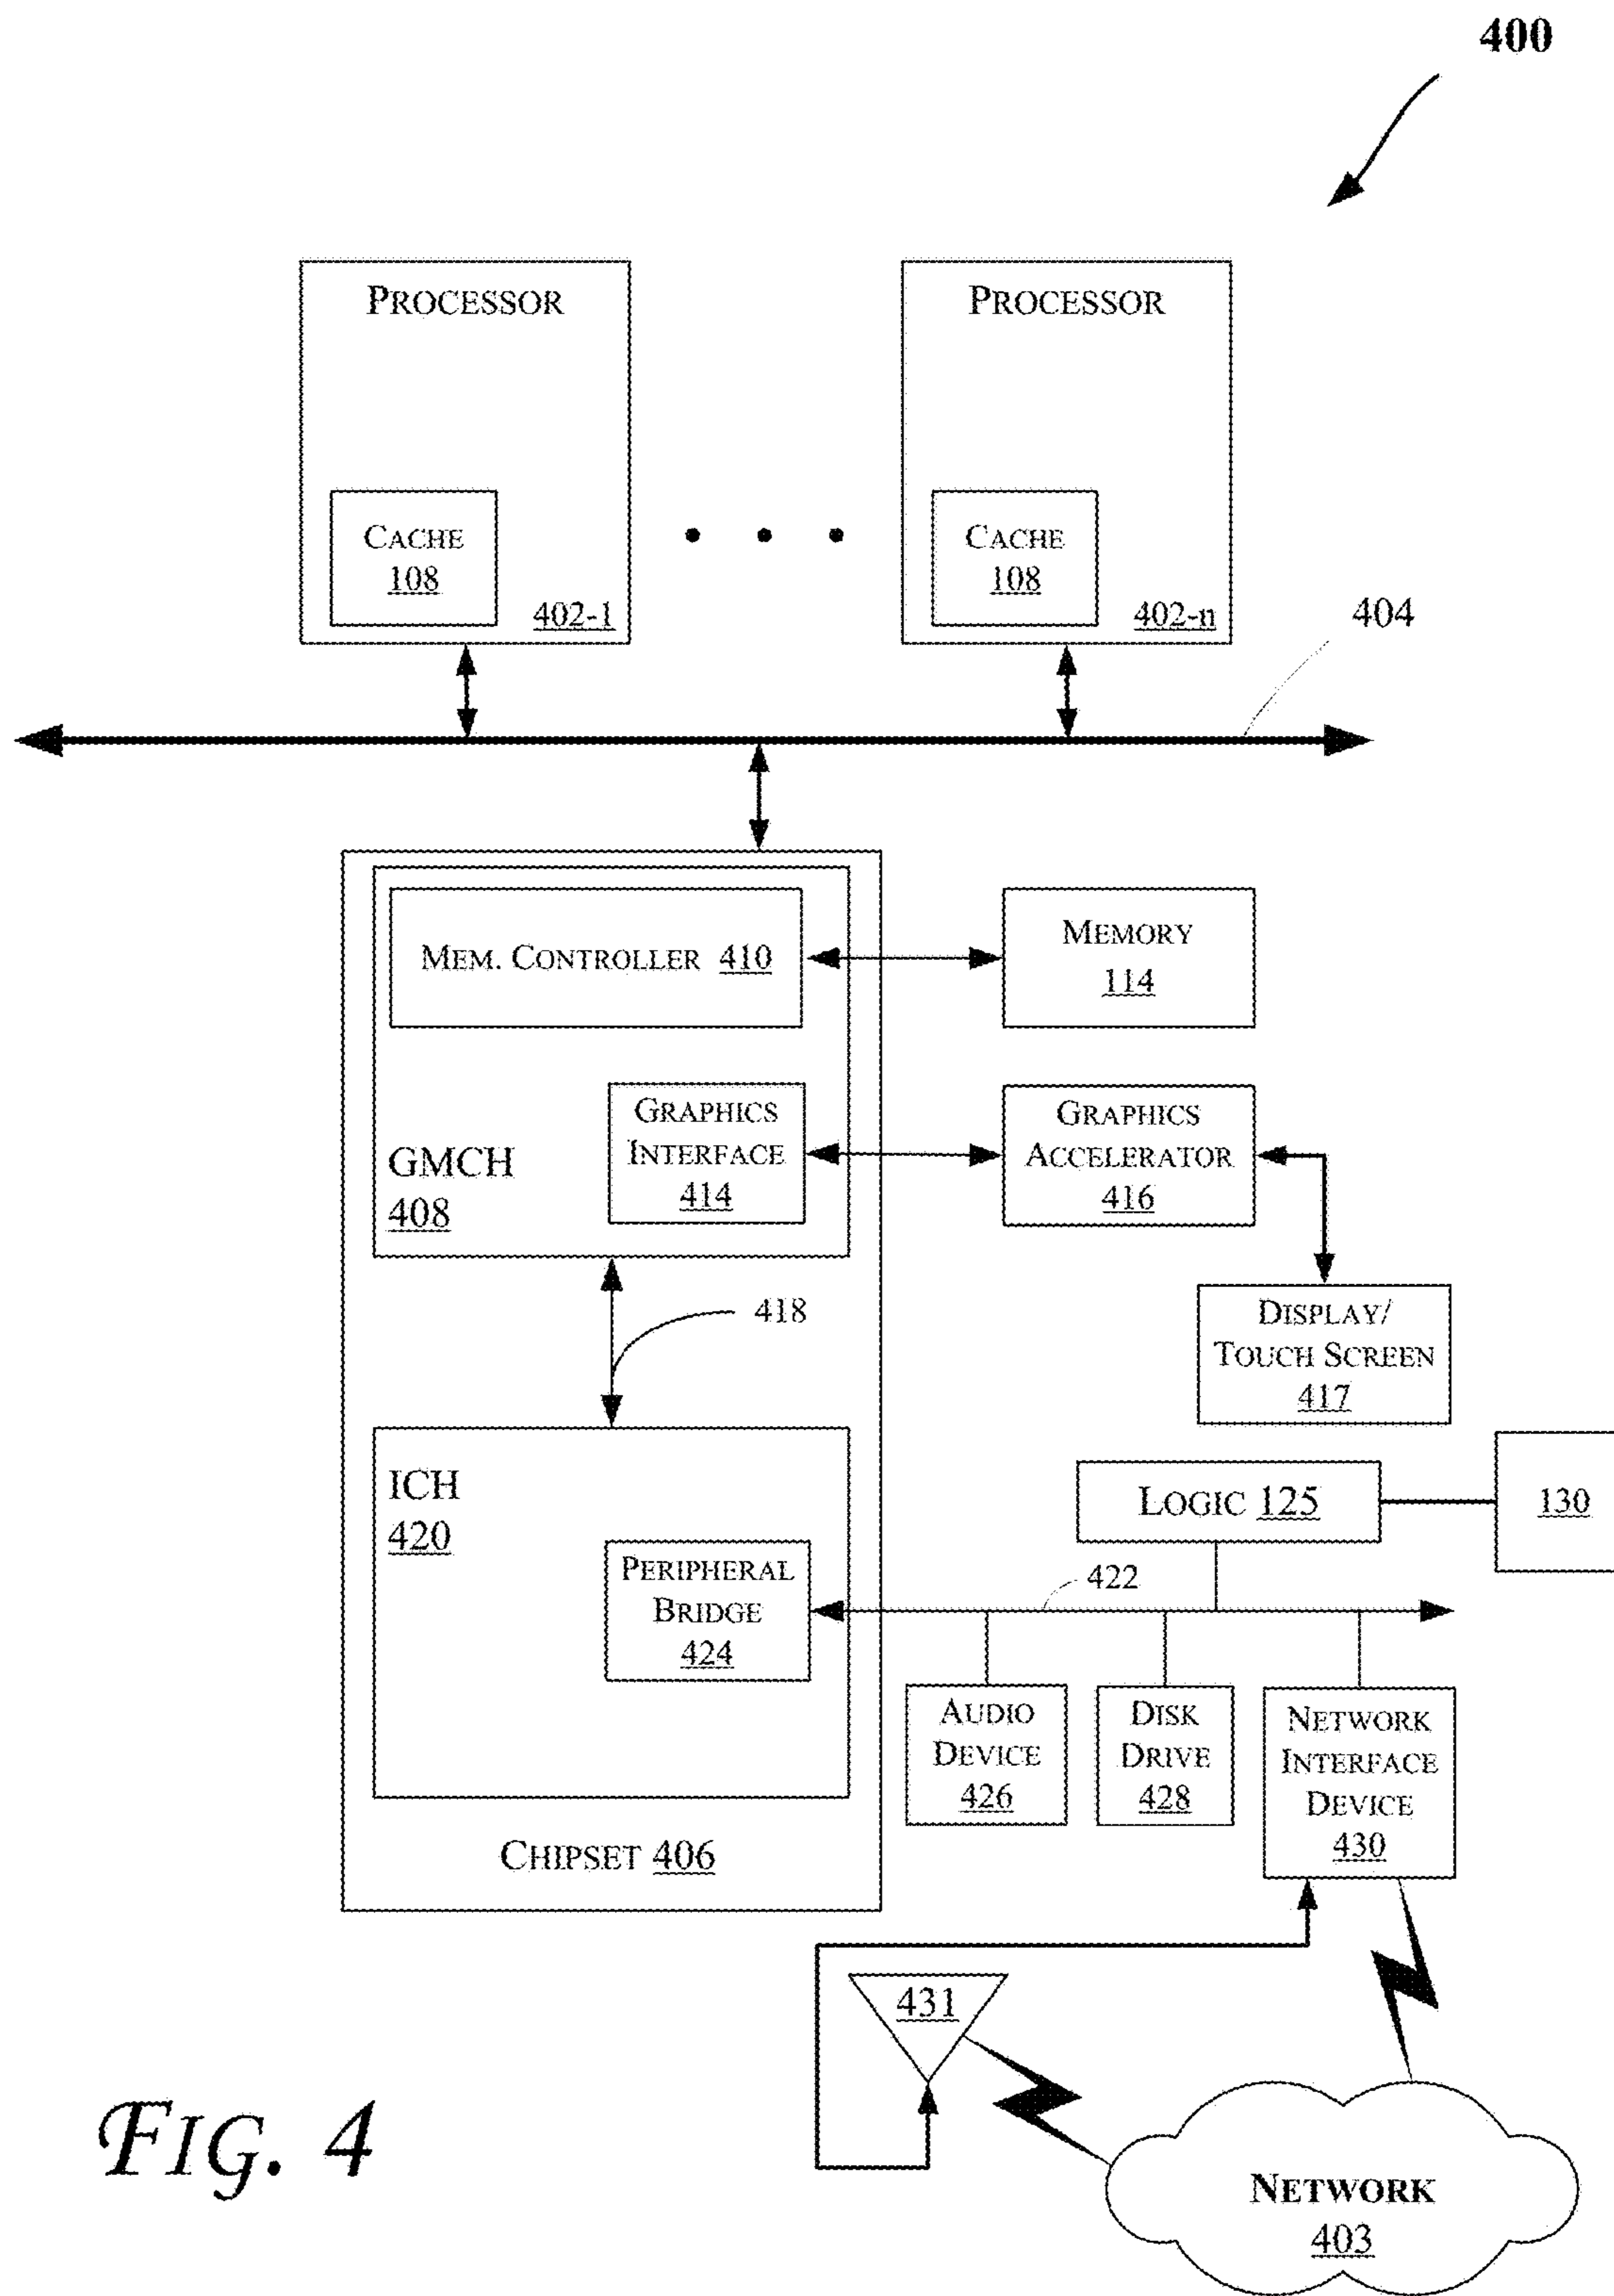 400
PROCESSOR
CACHE
108
402-1
PROCESSOR
CACHE
108
402-n
404
MEM. CONTROLLER 410
MEMORY
114
GRAPHICS
INTERFACE
414
GMCH
408
GRAPHICS
ACCELERATOR
416
418
DISPLAY/
TOUCH SCREEN
417
ICH
420
LOGIC 125
130
PERIPHERAL
BRIDGE
424
422
AUDIO
DEVICE
426
DISK
DRIVE
428
NETWORK
INTERFACE
DEVICE
430
CHIPSET 406
431
NETWORK
403
FIG. 4